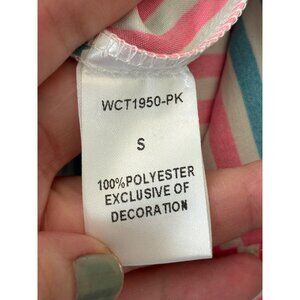 WCT1950-PK
S
100%POLYESTER
EXCLUSIVE OF
DECORATION